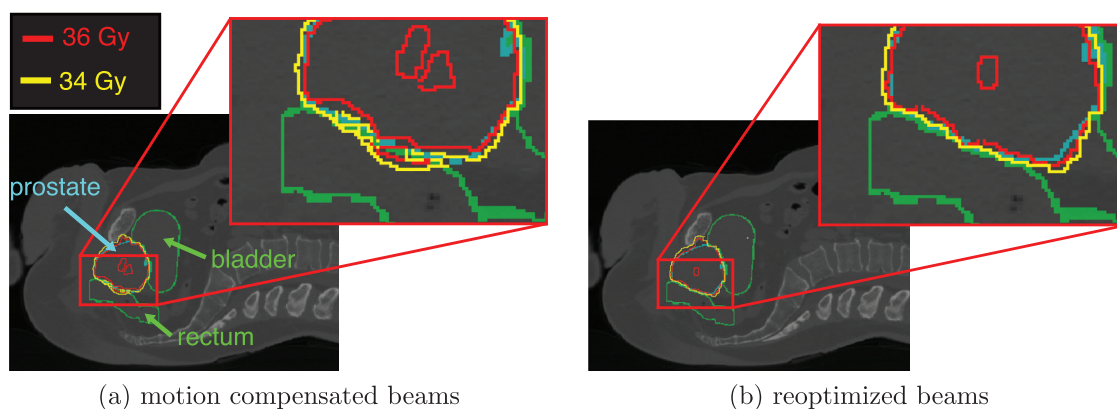 36 Gy
34 Gy
prostate
bladder
rectum
(a) motion compensated beams
(b) reoptimized beams